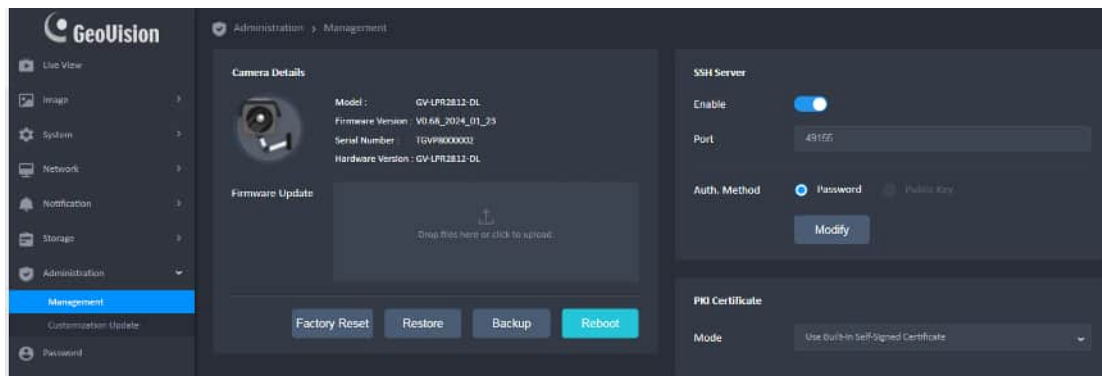 GeoVision
Administration > Management
Live View
Image
System
Network
Notification
Storage
Administration
Management
Customization Update
Password
Camera Details
Model : GV-LPR2812-DL
Firmware Version : V0.68_2024_01_23
Serial Number : TGVP8000002
Hardware Version : GV-LPR2812-DL
Firmware Update
Drop files here or click to upload.
Factory Reset Restore Backup Reboot
SSH Server
Enable
Port 49155
Auth. Method Password Public Key
Modify
PKI Certificate
Mode Use Built-in Self-Signed Certificate